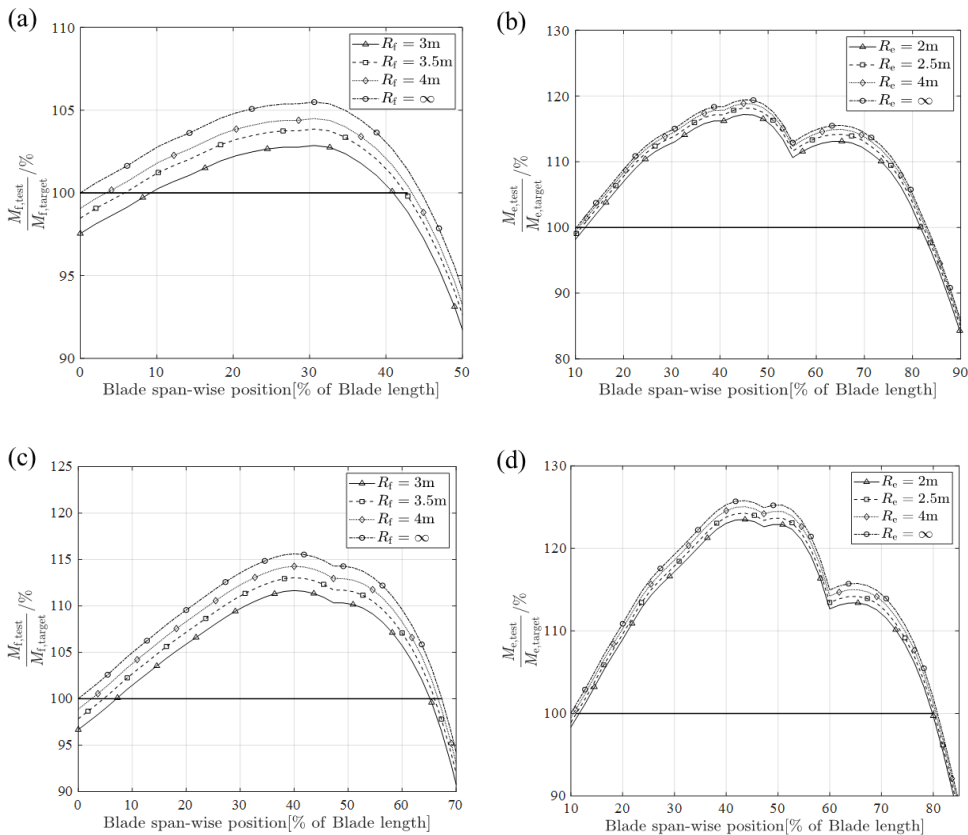 (a)
110
105
100
95
90
0
10
20
30
40
50
M_f,test / M_f,target /%
Blade span-wise position[% of Blade length]
R_f = 3m
R_f = 3.5m
R_f = 4m
R_f = ∞
(b)
130
120
110
100
90
80
10
20
30
40
50
60
70
80
90
M_e,test / M_e,target /%
Blade span-wise position[% of Blade length]
R_e = 2m
R_e = 2.5m
R_e = 4m
R_e = ∞
(c)
125
120
115
110
105
100
95
90
0
10
20
30
40
50
60
70
M_f,test / M_f,target /%
Blade span-wise position[% of Blade length]
R_f = 3m
R_f = 3.5m
R_f = 4m
R_f = ∞
(d)
130
120
110
100
90
10
20
30
40
50
60
70
80
M_e,test / M_e,target /%
Blade span-wise position[% of Blade length]
R_e = 2m
R_e = 2.5m
R_e = 4m
R_e = ∞